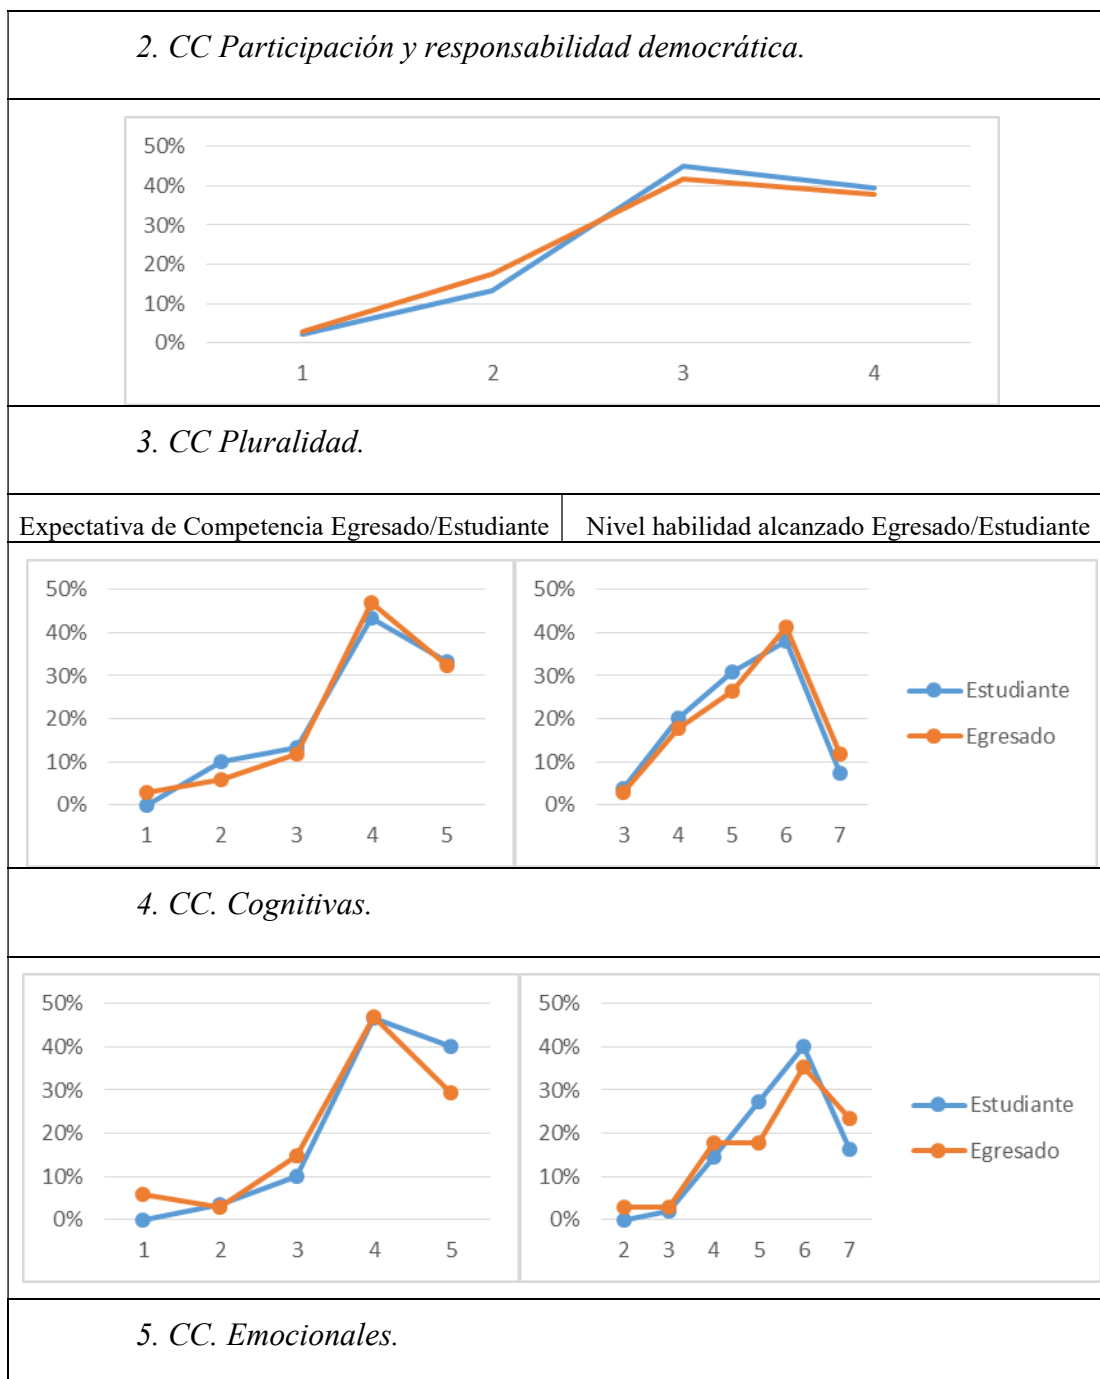 2. CC Participación y responsabilidad democrática.
50%
40%
30%
20%
10%
0%
1 2 3 4
3. CC Pluralidad.
Expectativa de Competencia Egresado/Estudiante
Nivel habilidad alcanzado Egresado/Estudiante
50%
40%
30%
20%
10%
0%
1 2 3 4 5
50%
40%
30%
20%
10%
0%
3 4 5 6 7
Estudiante
Egresado
4. CC. Cognitivas.
50%
40%
30%
20%
10%
0%
1 2 3 4 5
50%
40%
30%
20%
10%
0%
2 3 4 5 6 7
Estudiante
Egresado
5. CC. Emocionales.